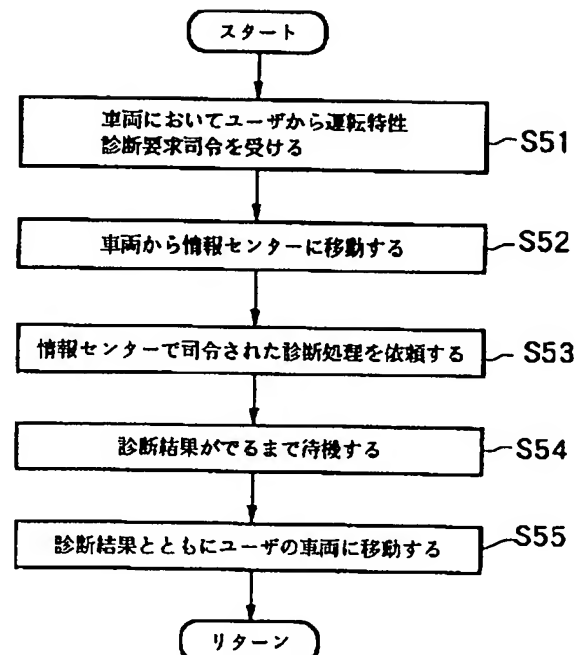 スタート
車両においてユーザから運転特性
診断要求司令を受ける
S51
車両から情報センターに移動する
S52
情報センターで司令された診断処理を依頼する
S53
診断結果がでるまで待機する
S54
診断結果とともにユーザの車両に移動する
S55
リターン